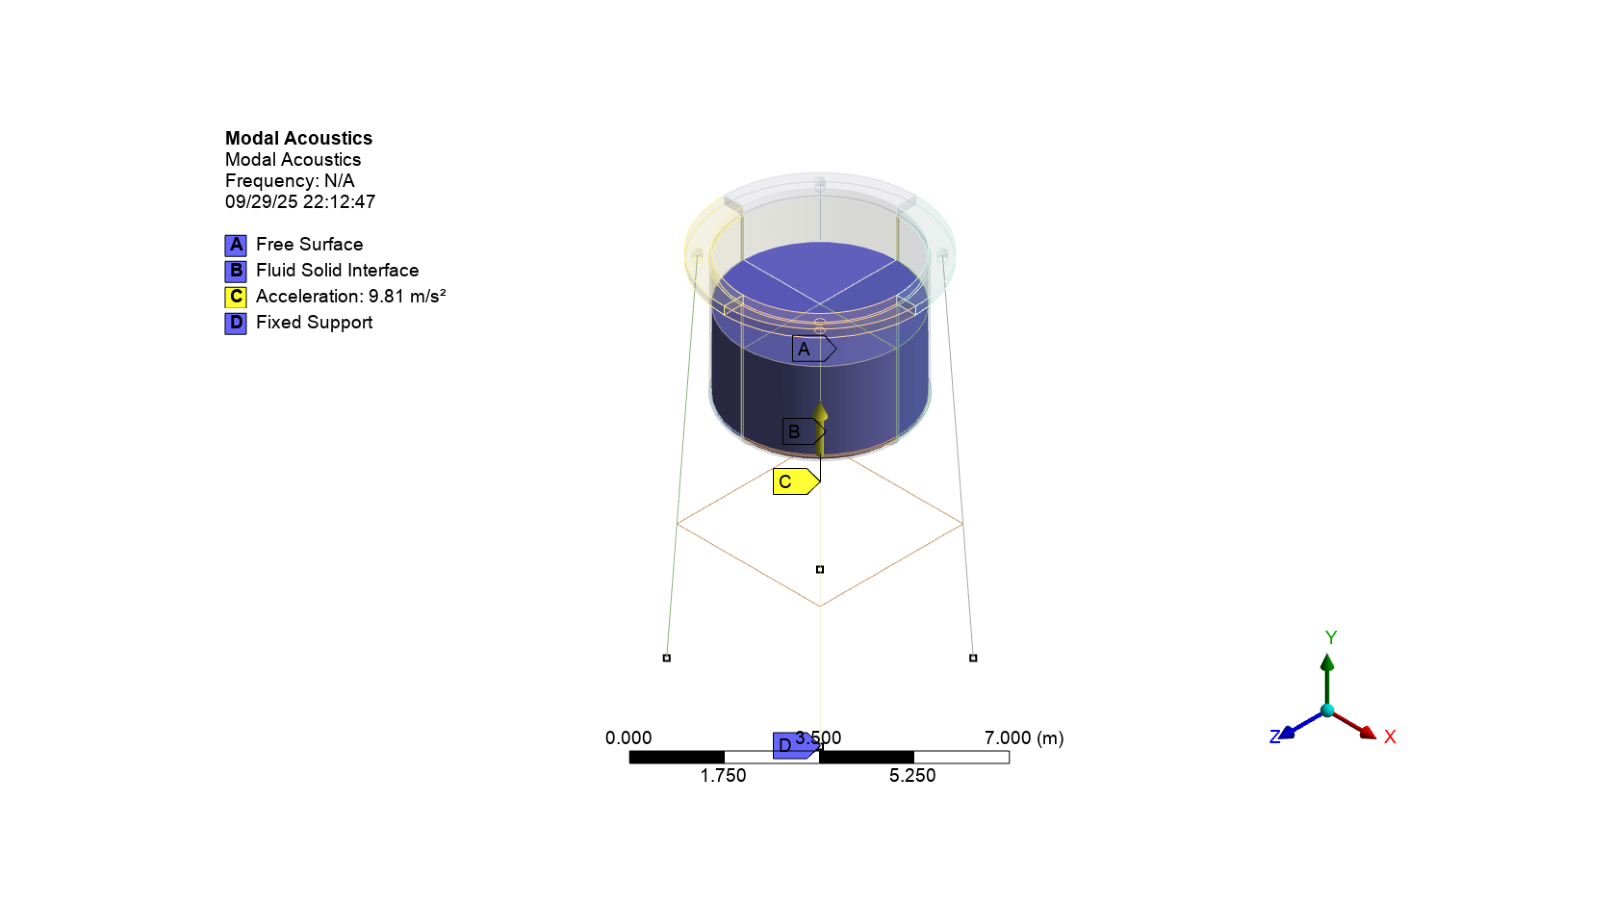 Modal Acoustics
Modal Acoustics
Frequency: N/A
09/29/25 22:12:47
A Free Surface
B Fluid Solid Interface
C Acceleration: 9.81 m/s²
D Fixed Support
A
B
C
D
0.000 3.500 7.000 (m)
1.750 5.250
Y
Z X